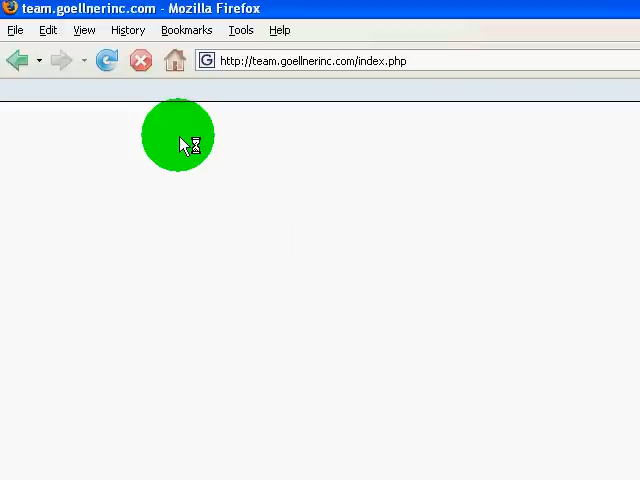 team.goellnerinc.com - Mozilla Firefox
File Edit View History Bookmarks Tools Help
G http://team.goellnerinc.com/index.php